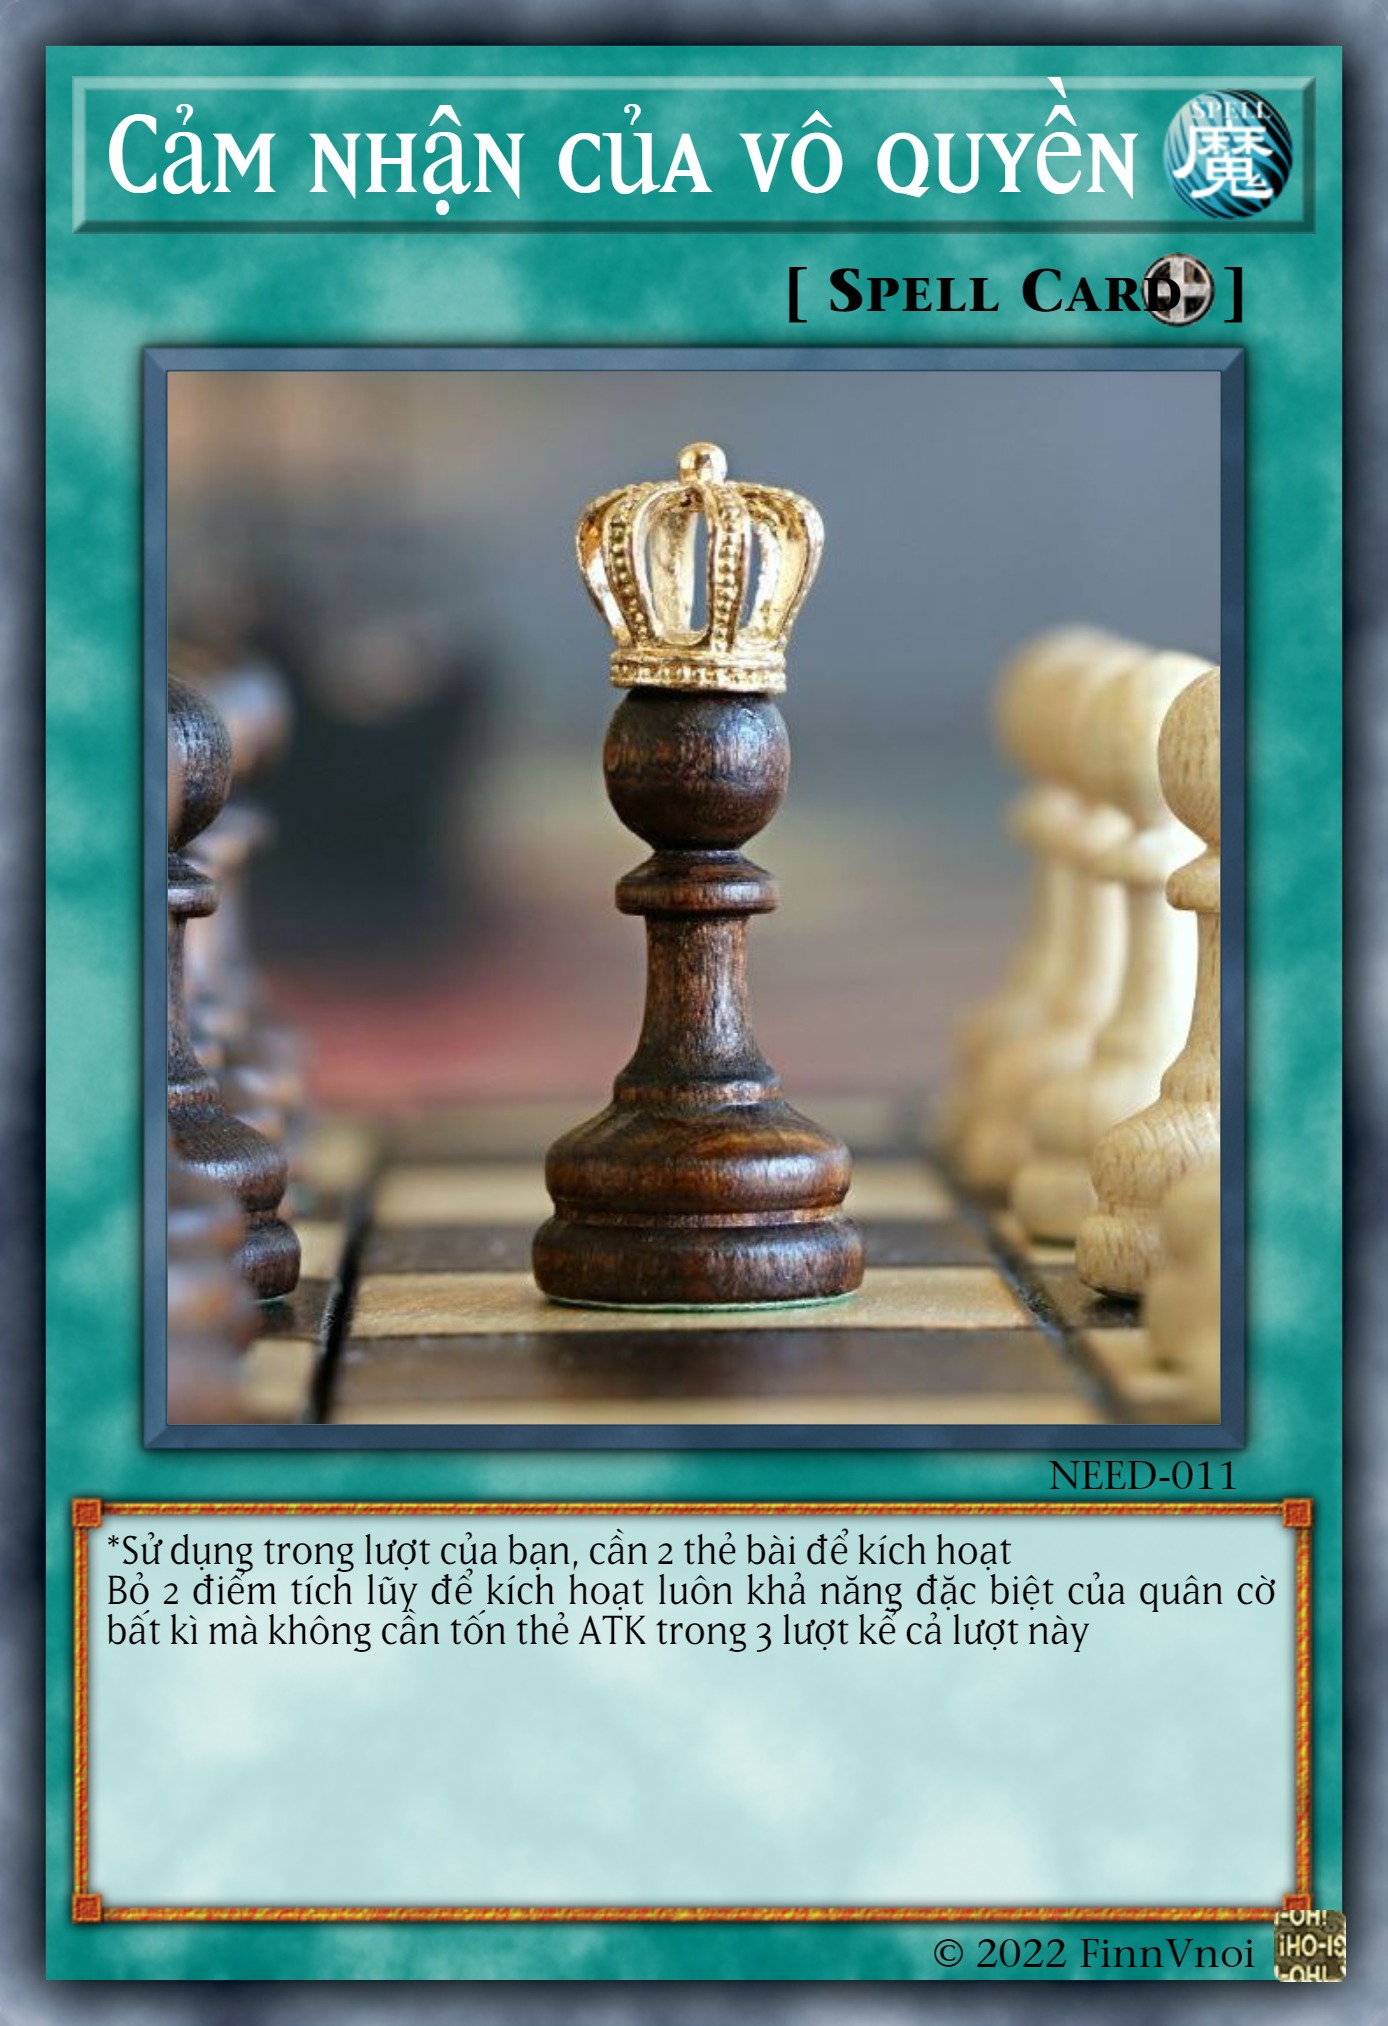 Cảm nhận của vô quyền
SPELL
魔
[ Spell Card ]
NEED-011
*Sử dụng trong lượt của bạn, cần 2 thẻ bài để kích hoạt
Bỏ 2 điểm tích lũy để kích hoạt luôn khả năng đặc biệt của quân cờ
bất kì mà không cần tốn thẻ ATK trong 3 lượt kể cả lượt này
© 2022 FinnVnoi
-OH!